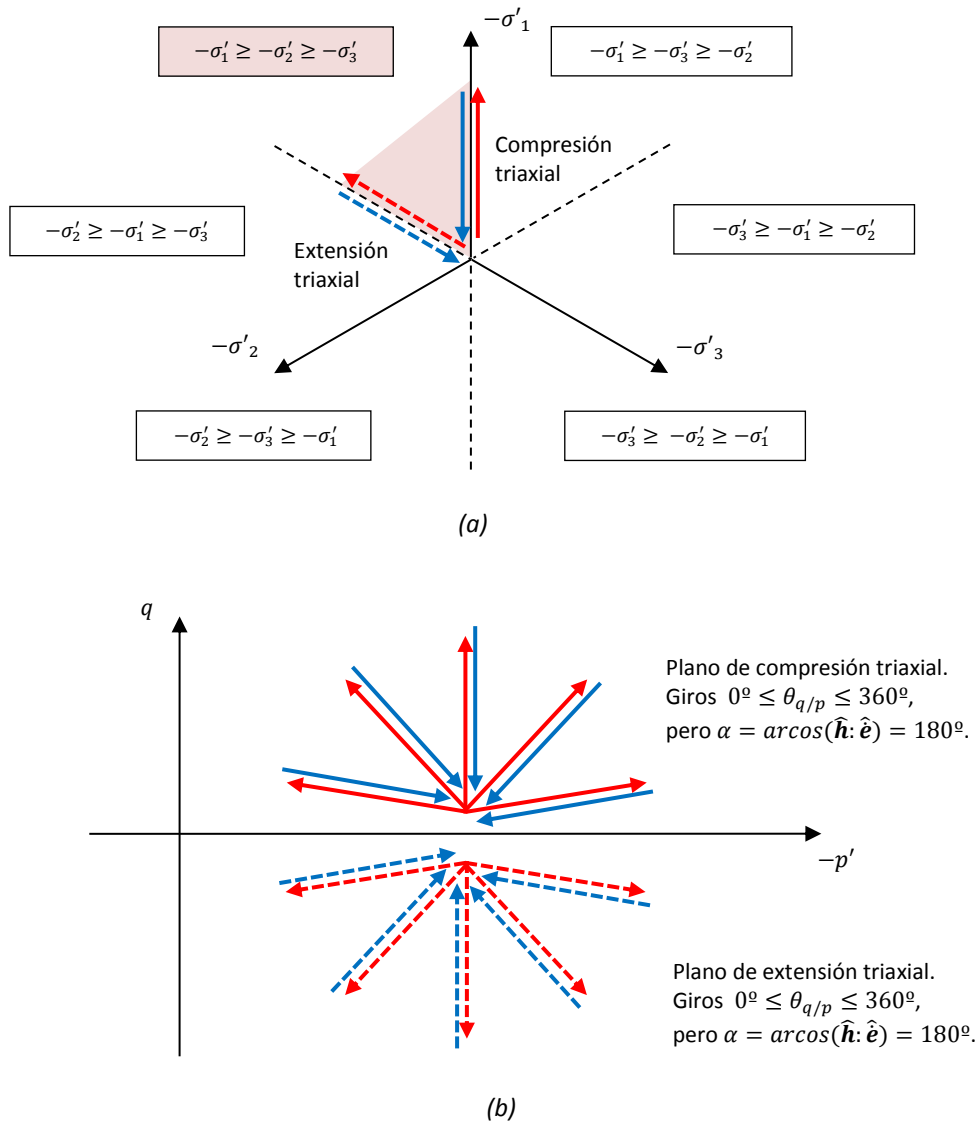 −σ′₁
−σ′₁ ≥ −σ′₂ ≥ −σ′₃
−σ′₁ ≥ −σ′₃ ≥ −σ′₂
Compresión
triaxial
−σ′₂ ≥ −σ′₁ ≥ −σ′₃
−σ′₃ ≥ −σ′₁ ≥ −σ′₂
Extensión
triaxial
−σ′₂
−σ′₃
−σ′₂ ≥ −σ′₃ ≥ −σ′₁
−σ′₃ ≥ −σ′₂ ≥ −σ′₁
(a)
q
Plano de compresión triaxial.
Giros 0º ≤ θ_{q/p} ≤ 360º,
pero α = arcos(ĥ: ė̂) = 180º.
−p′
Plano de extensión triaxial.
Giros 0º ≤ θ_{q/p} ≤ 360º,
pero α = arcos(ĥ: ė̂) = 180º.
(b)